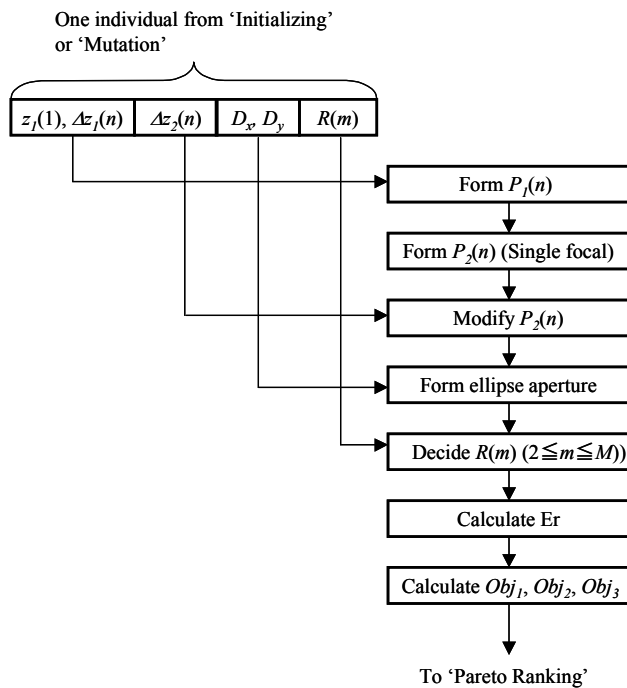 One individual from ‘Initializing’
or ‘Mutation’
z₁(1), Δz₁(n) Δz₂(n) Dₓ, Dᵧ R(m)
Form P₁(n)
Form P₂(n) (Single focal)
Modify P₂(n)
Form ellipse aperture
Decide R(m) (2≦m≦M))
Calculate Er
Calculate Obj₁, Obj₂, Obj₃
To ‘Pareto Ranking’